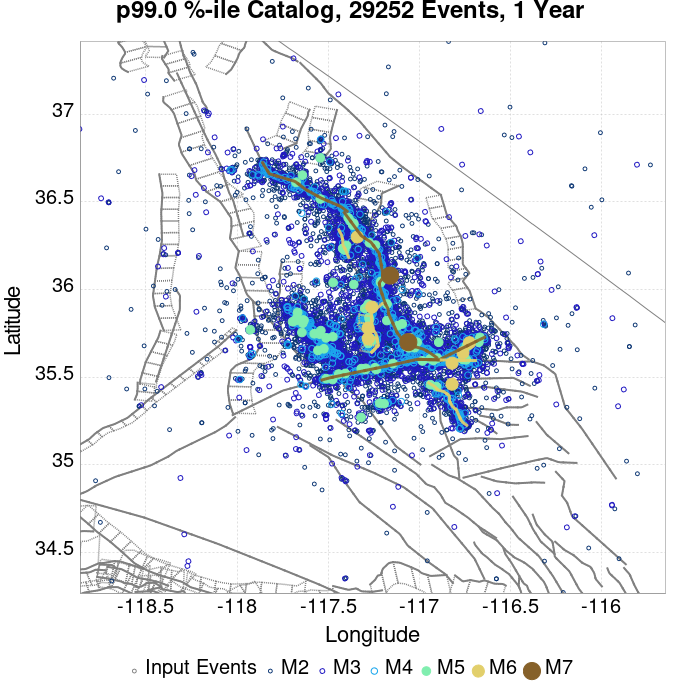 p99.0 %-ile Catalog, 29252 Events, 1 Year
Latitude
37
36.5
36
35.5
35
34.5
-118.5 -118 -117.5 -117 -116.5 -116
Longitude
Input Events M2 M3 M4 M5 M6 M7